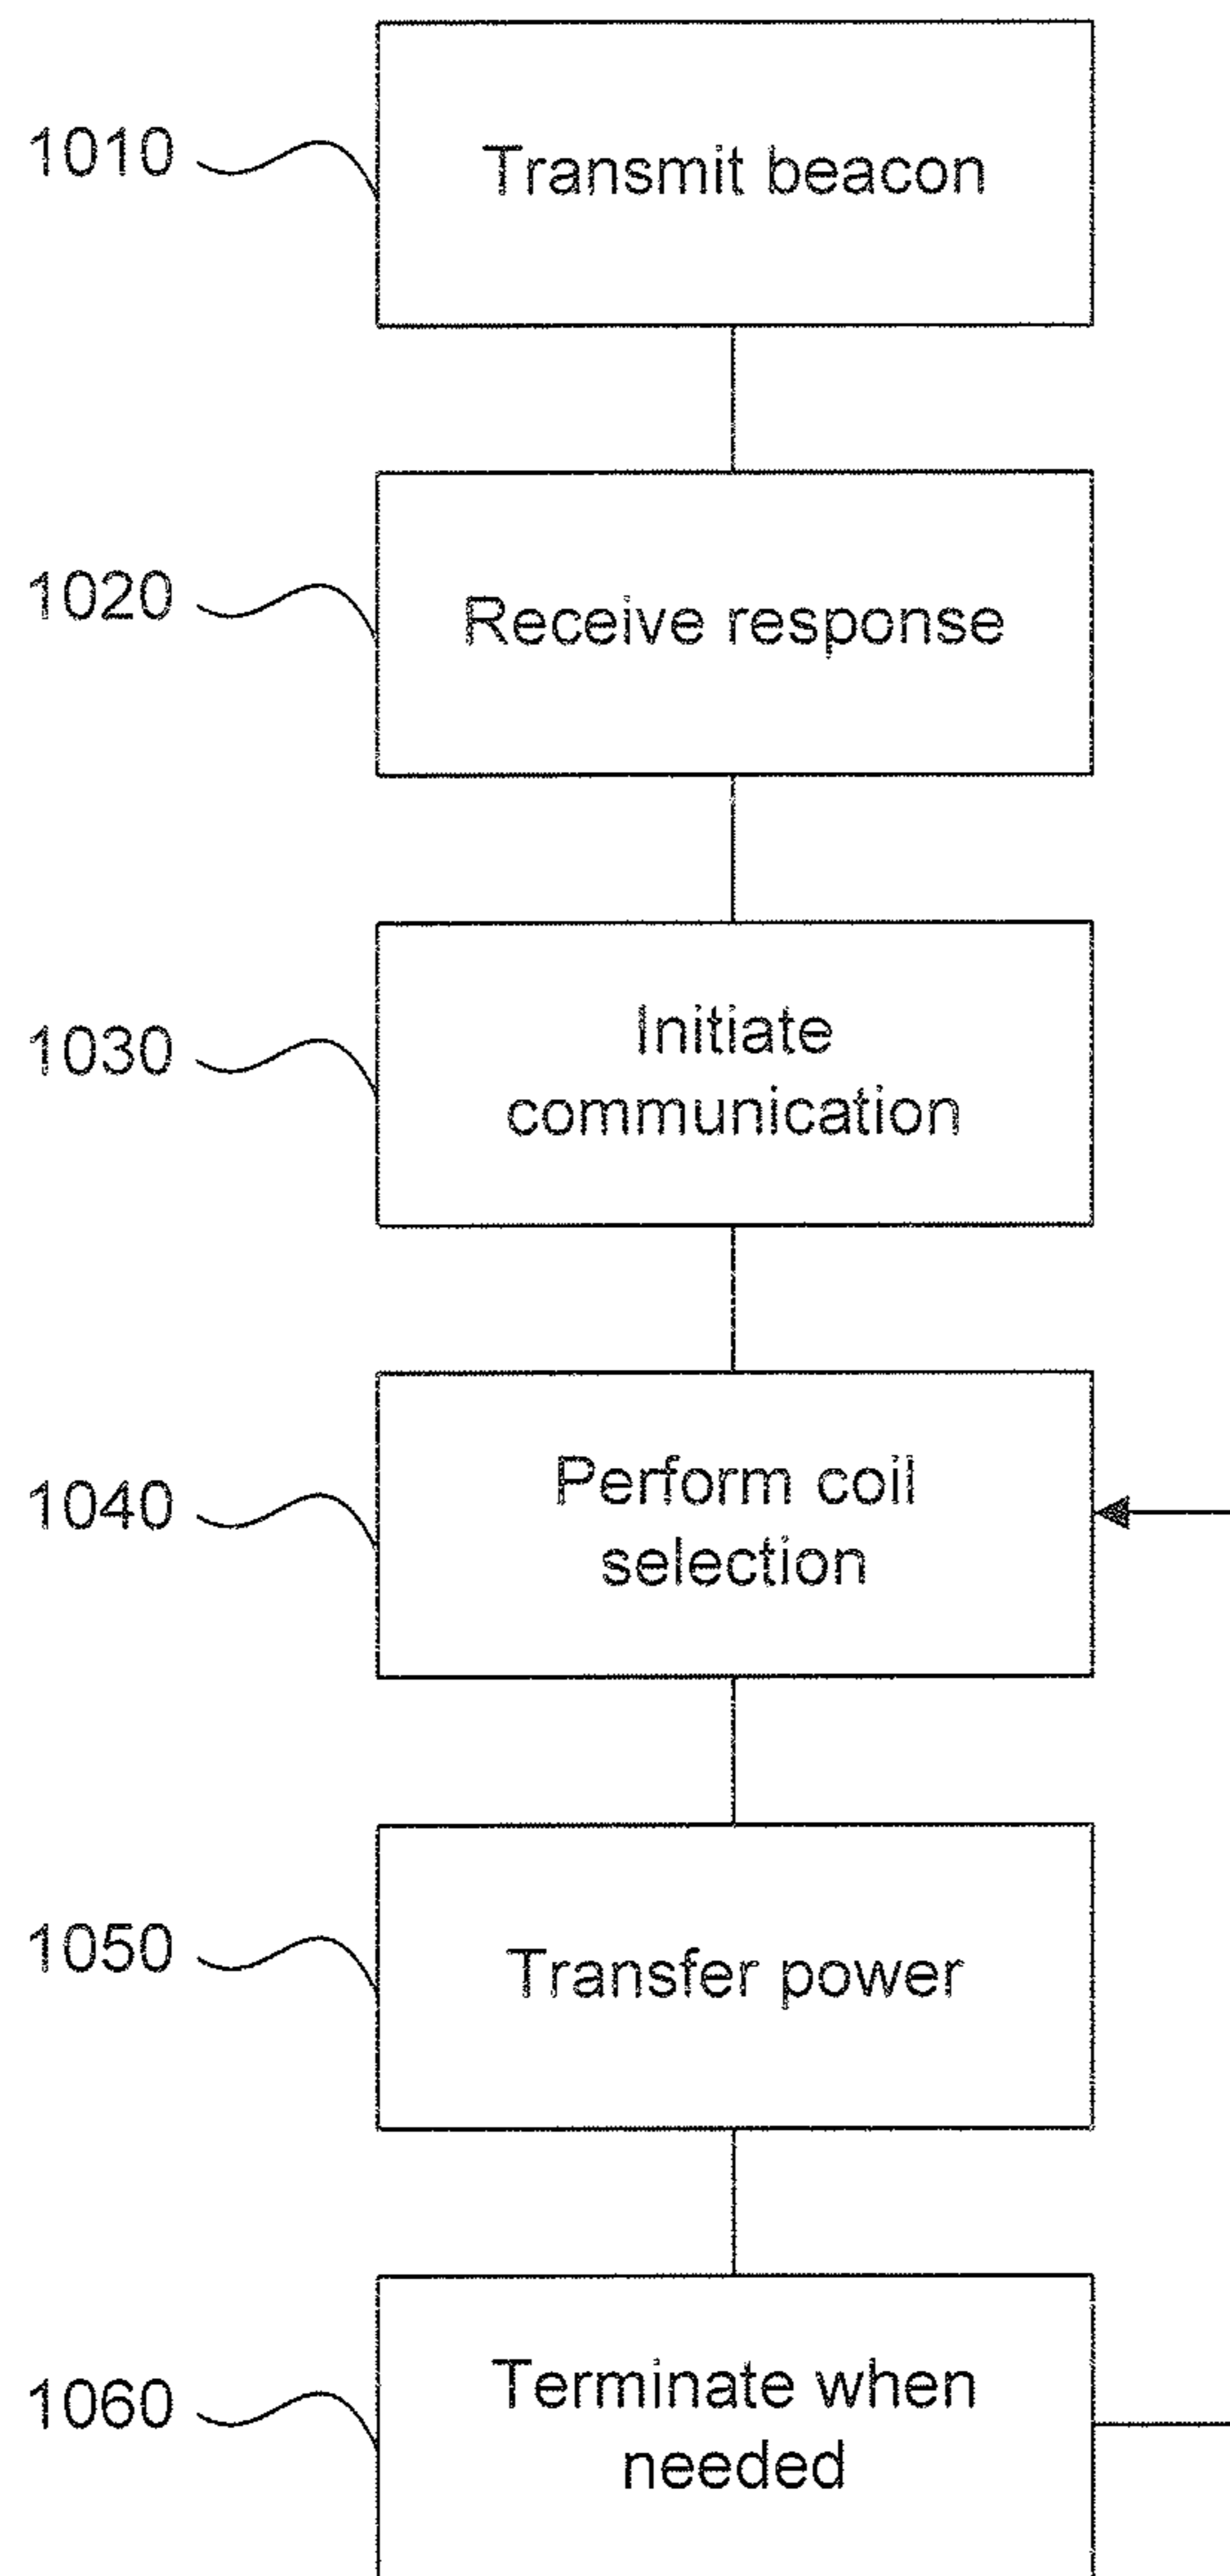 1010
Transmit beacon
1020
Receive response
1030
Initiate
communication
1040
Perform coil
selection
1050
Transfer power
1060
Terminate when
needed